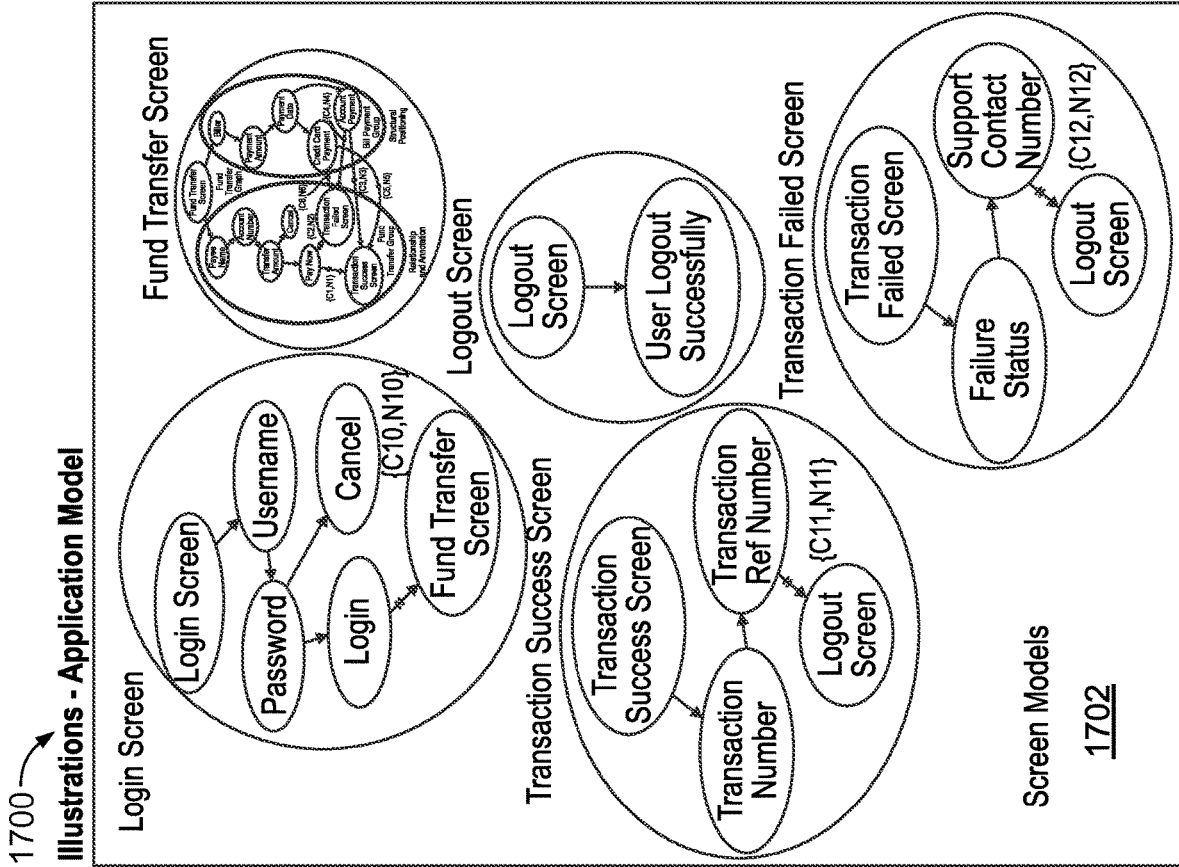 1700
Illustrations - Application Model
Login Screen
Login Screen
Username
Password
Cancel
Login
{C10,N10}
Fund Transfer
Screen
Fund Transfer Screen
Fund Transfer
Screen
Fund
Transfer
Graph
Biller
Payment
Amount
Payment
Date
Credit Card
Payment
{C4,N4}
Account
Payment
Bill Payment
Group
Structural
Positioning
Payee
Name
Account
Number
Transfer
Amount
Cancel
Pay Now
{C2,N2}
Transaction
Failed
Screen
{C1,N1}
Transaction
Success
Screen
{C3,N3}
Transfer Group
Relationship
and Annotation
Transaction Success Screen
Transaction
Success Screen
Transaction
Number
Transaction
Ref Number
{C11,N11}
Logout
Screen
Logout Screen
Logout
Screen
User Logout
Successfully
Transaction Failed Screen
Transaction
Failed Screen
Failure
Status
Support
Contact
Number
{C12,N12}
Logout
Screen
Screen Models
1702